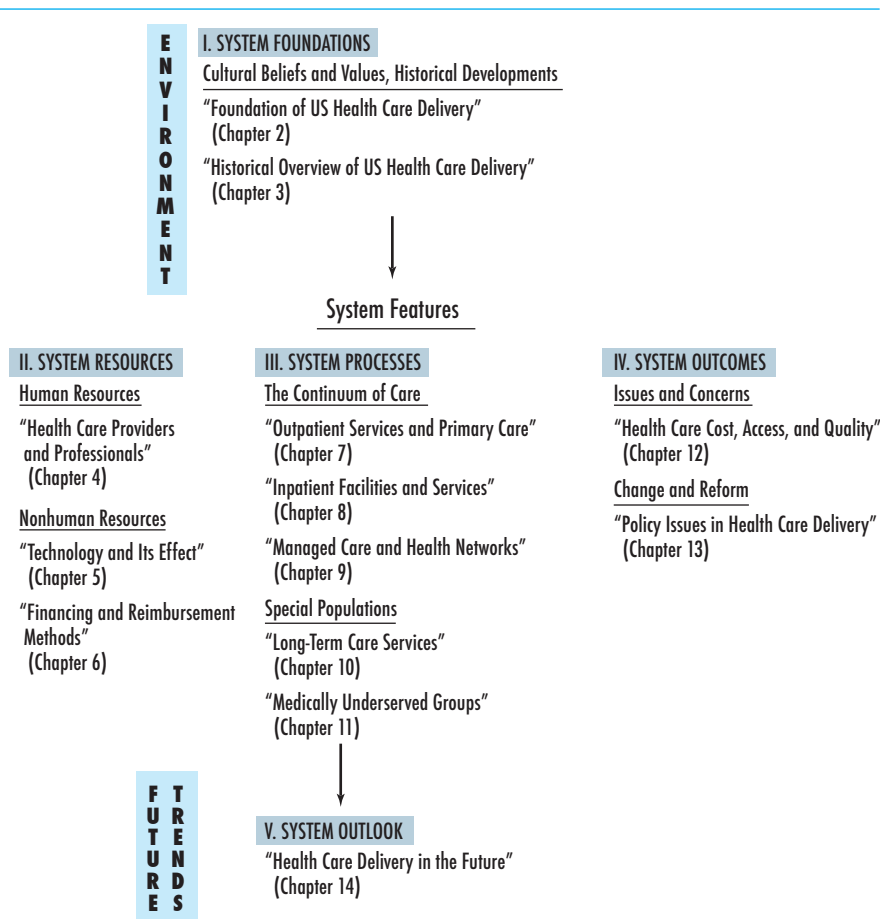 ENVIRONMENT
I. SYSTEM FOUNDATIONS
Cultural Beliefs and Values, Historical Developments
“Foundation of US Health Care Delivery”
(Chapter 2)
“Historical Overview of US Health Care Delivery”
(Chapter 3)
System Features
II. SYSTEM RESOURCES
Human Resources
“Health Care Providers
and Professionals”
(Chapter 4)
Nonhuman Resources
“Technology and Its Effect”
(Chapter 5)
“Financing and Reimbursement
Methods”
(Chapter 6)
III. SYSTEM PROCESSES
The Continuum of Care
“Outpatient Services and Primary Care”
(Chapter 7)
“Inpatient Facilities and Services”
(Chapter 8)
“Managed Care and Health Networks”
(Chapter 9)
Special Populations
“Long-Term Care Services”
(Chapter 10)
“Medically Underserved Groups”
(Chapter 11)
IV. SYSTEM OUTCOMES
Issues and Concerns
“Health Care Cost, Access, and Quality”
(Chapter 12)
Change and Reform
“Policy Issues in Health Care Delivery”
(Chapter 13)
FUTURE
TRENDS
V. SYSTEM OUTLOOK
“Health Care Delivery in the Future”
(Chapter 14)